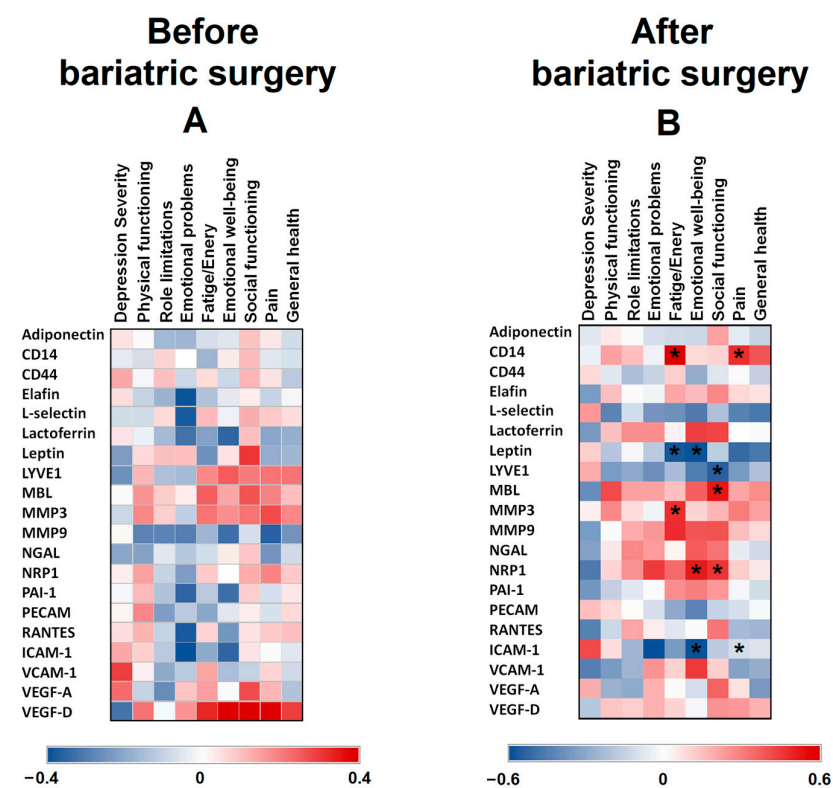 Before
bariatric surgery
A
Depression Severity
Physical functioning
Role limitations
Emotional problems
Fatige/Enery
Emotional well-being
Social functioning
Pain
General health
Adiponectin
CD14
CD44
Elafin
L-selectin
Lactoferrin
Leptin
LYVE1
MBL
MMP3
MMP9
NGAL
NRP1
PAI-1
PECAM
RANTES
ICAM-1
VCAM-1
VEGF-A
VEGF-D
−0.4 0 0.4
After
bariatric surgery
B
Depression Severity
Physical functioning
Role limitations
Emotional problems
Fatige/Enery
Emotional well-being
Social functioning
Pain
General health
Adiponectin
CD14 * *
CD44
Elafin
L-selectin
Lactoferrin
Leptin * *
LYVE1 *
MBL *
MMP3 *
MMP9
NGAL
NRP1 * *
PAI-1
PECAM
RANTES
ICAM-1 * *
VCAM-1
VEGF-A
VEGF-D
−0.6 0 0.6